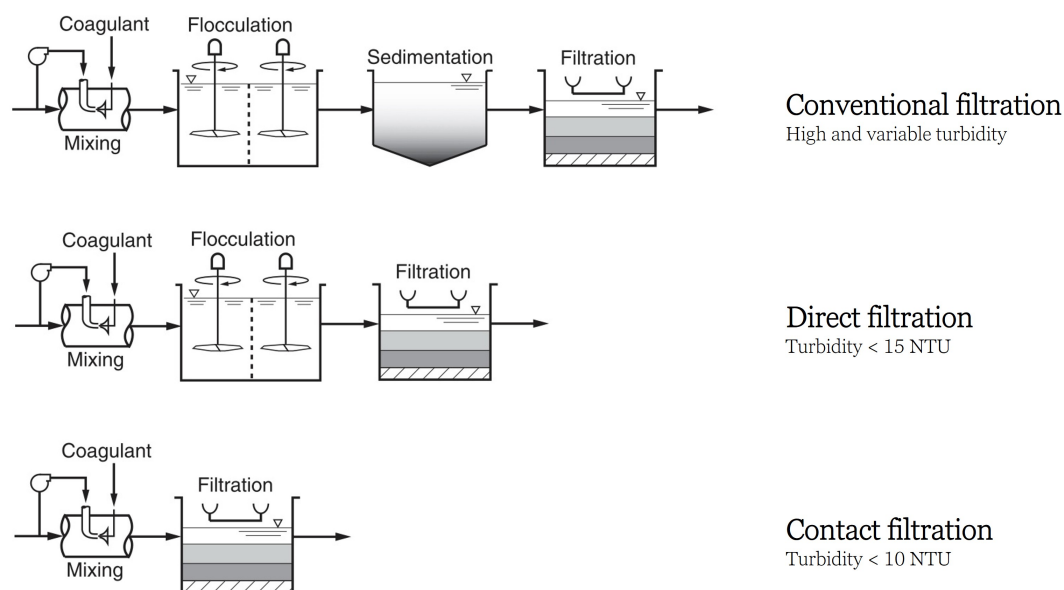 Coagulant
Flocculation
Sedimentation
Filtration
Mixing
Conventional filtration
High and variable turbidity
Coagulant
Flocculation
Filtration
Mixing
Direct filtration
Turbidity < 15 NTU
Coagulant
Filtration
Mixing
Contact filtration
Turbidity < 10 NTU